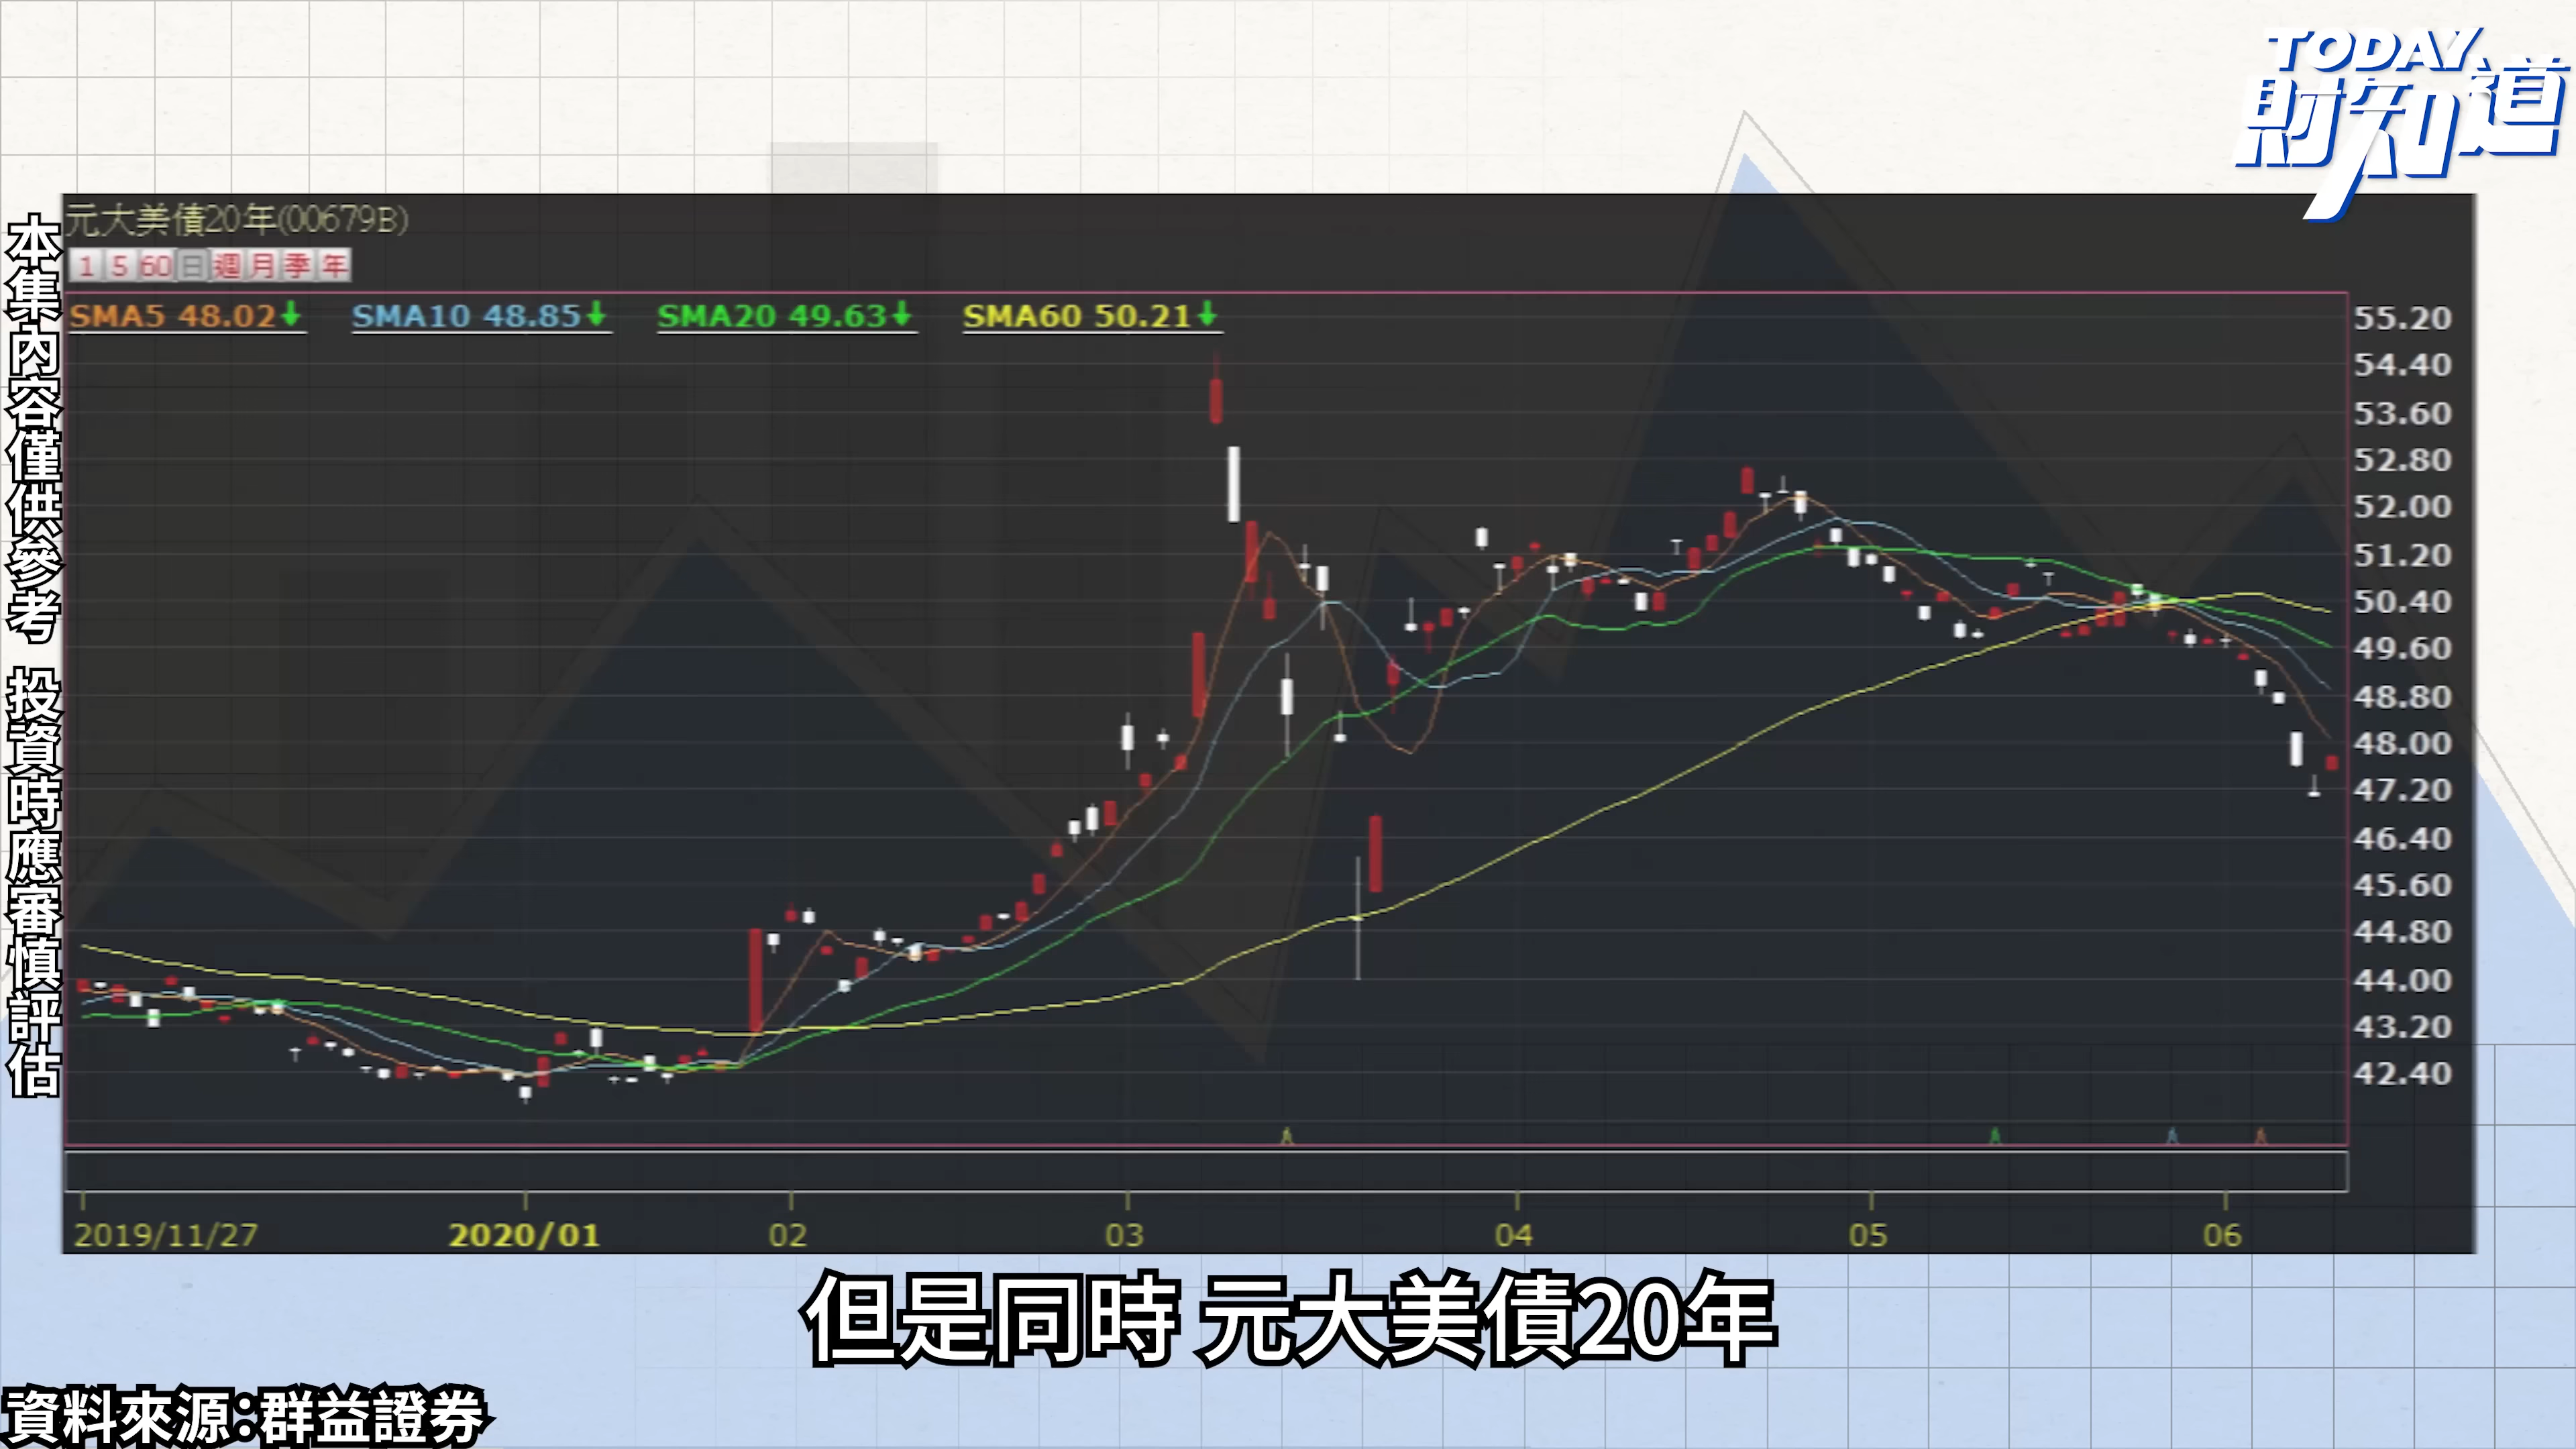 TODAY
財知道
本集內容僅供參考 投資時應審慎評估
元大美債20年(00679B)
1 5 60 日 週 月 季 年
SMA5 48.02↓ SMA10 48.85↓ SMA20 49.63↓ SMA60 50.21↓
55.20
54.40
53.60
52.80
52.00
51.20
50.40
49.60
48.80
48.00
47.20
46.40
45.60
44.80
44.00
43.20
42.40
2019/11/27 2020/01 02 03 04 05 06
但是同時 元大美債20年
資料來源:群益證券